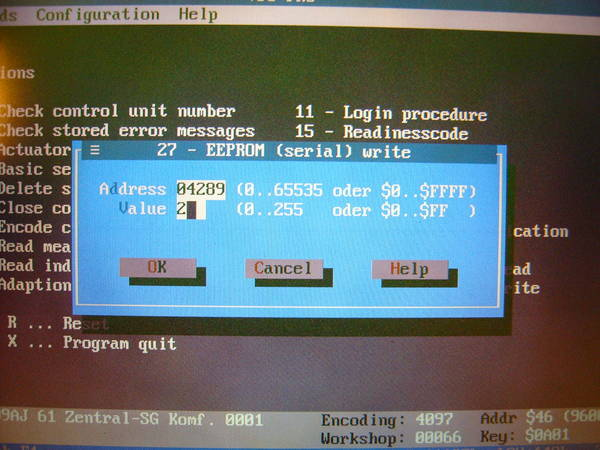 ds Configuration Help
ions
Check control unit number 11 - Login procedure
Check stored error messages 15 - Readinesscode
Actuator
27 - EEPROM (serial) write
Basic se
Delete s
Address 04289 (0..65535 oder $0..$FFFF)
Close co
Value 2 (0..255 oder $0..$FF )
Encode c
cation
Read mea
Read ind
OK Cancel Help
ad
Adaption
ite
R ... Reset
X ... Program quit
09AJ 61 Zentral-SG Komf. 0001 Encoding: 4097 Addr $46 (960
Workshop: 00066 Key: $0A01